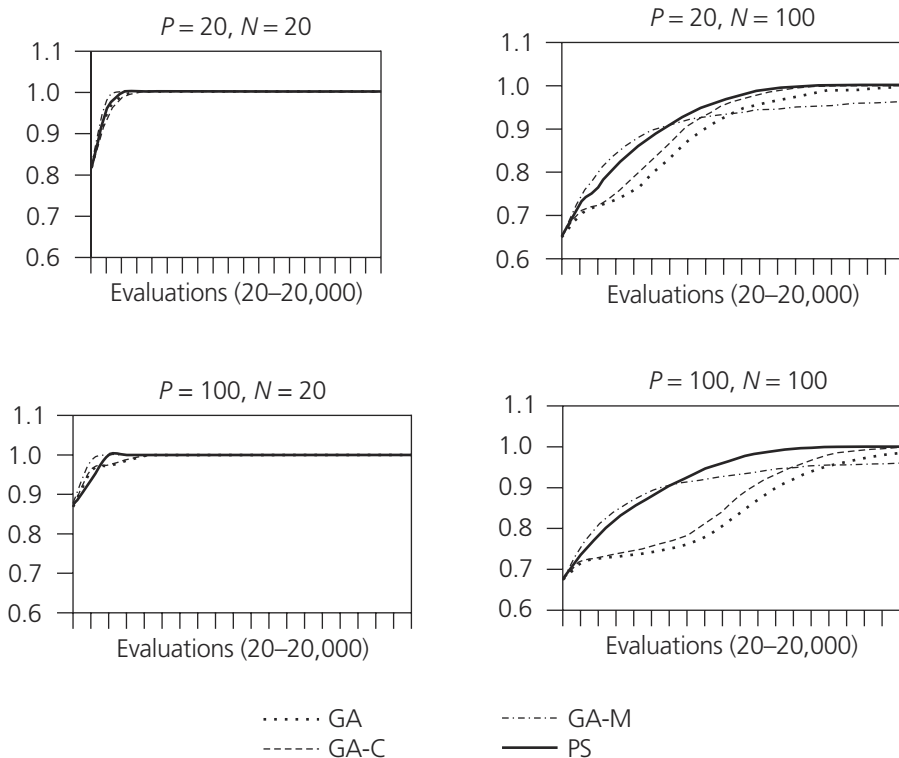 P = 20, N = 20
1.1
1.0
0.9
0.8
0.7
0.6
Evaluations (20–20,000)
P = 20, N = 100
1.1
1.0
0.9
0.8
0.7
0.6
Evaluations (20–20,000)
P = 100, N = 20
1.1
1.0
0.9
0.8
0.7
0.6
Evaluations (20–20,000)
P = 100, N = 100
1.1
1.0
0.9
0.8
0.7
0.6
Evaluations (20–20,000)
GA
GA-C
GA-M
PS